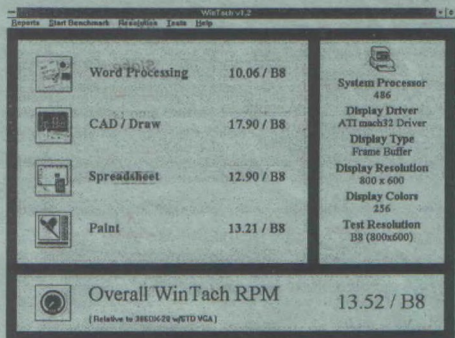 WinTach v1.2
Reports Start Benchmark Resolution Tests Help
Word Processing 10.06 / B8
CAD / Draw 17.90 / B8
Spreadsheet 12.90 / B8
Paint 13.21 / B8
System Processor
486
Display Driver
ATI mach32 Driver
Display Type
Frame Buffer
Display Resolution
800 x 600
Display Colors
256
Test Resolution
B8 (800x600)
Overall WinTach RPM 13.52 / B8
( Relative to 386DX-20 w/STD VGA )